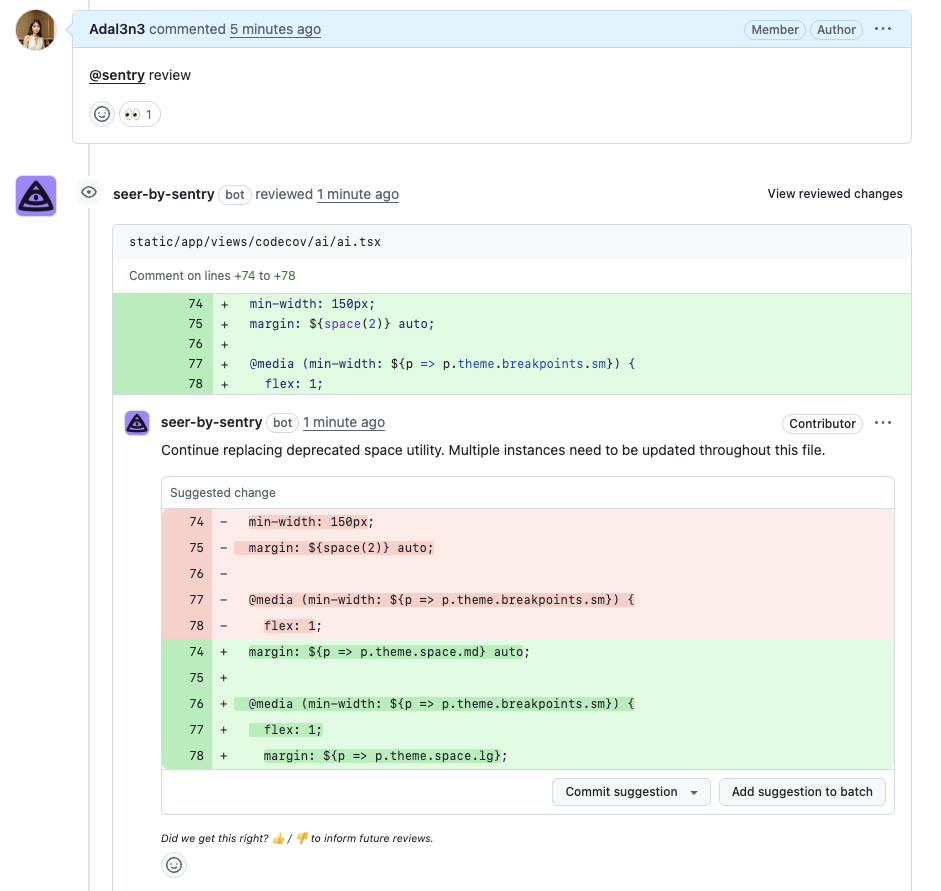 Adal3n3 commented 5 minutes ago Member Author ...
@sentry review
👀 1
seer-by-sentry bot reviewed 1 minute ago View reviewed changes
static/app/views/codecov/ai/ai.tsx
Comment on lines +74 to +78
74 + min-width: 150px;
75 + margin: ${space(2)} auto;
76 +
77 + @media (min-width: ${p => p.theme.breakpoints.sm}) {
78 + flex: 1;
seer-by-sentry bot 1 minute ago Contributor ...
Continue replacing deprecated space utility. Multiple instances need to be updated throughout this file.
Suggested change
74 - min-width: 150px;
75 - margin: ${space(2)} auto;
76 -
77 - @media (min-width: ${p => p.theme.breakpoints.sm}) {
78 - flex: 1;
74 + margin: ${p => p.theme.space.md} auto;
75 +
76 + @media (min-width: ${p => p.theme.breakpoints.sm}) {
77 + flex: 1;
78 + margin: ${p => p.theme.space.lg};
Commit suggestion Add suggestion to batch
Did we get this right? 👍 / 👎 to inform future reviews.